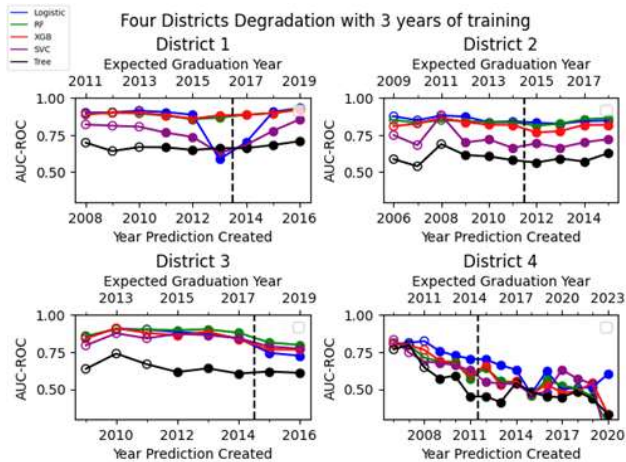 Logistic
RF
XGB
SVC
Tree
Four Districts Degradation with 3 years of training
District 1
Expected Graduation Year
2011 2013 2015 2017 2019
1.00
0.75
0.50
AUC-ROC
2008 2010 2012 2014 2016
Year Prediction Created
District 2
Expected Graduation Year
2009 2011 2013 2015 2017
1.00
0.75
0.50
AUC-ROC
2006 2008 2010 2012 2014
Year Prediction Created
District 3
Expected Graduation Year
2013 2015 2017 2019
1.00
0.75
0.50
AUC-ROC
2010 2012 2014 2016
Year Prediction Created
District 4
Expected Graduation Year
2011 2014 2017 2020 2023
1.00
0.75
0.50
AUC-ROC
2008 2011 2014 2017 2020
Year Prediction Created